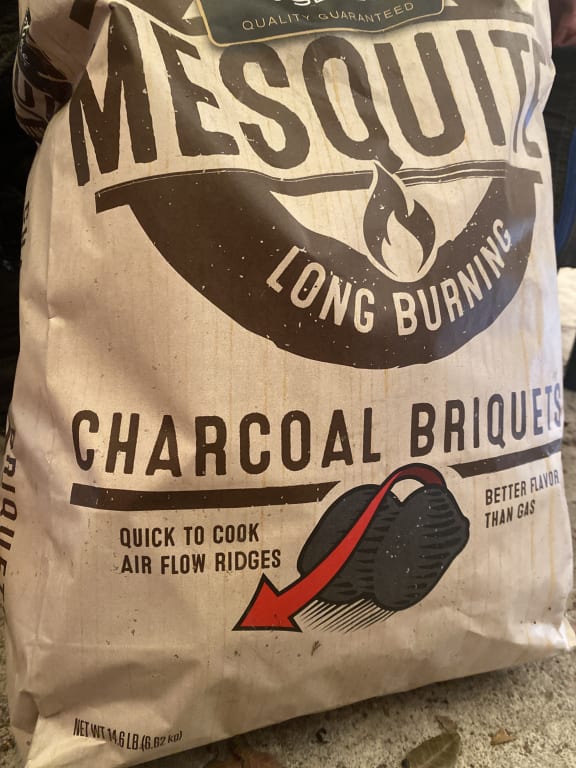 QUALITY GUARANTEED
MESQUITE
LONG BURNING
CHARCOAL BRIQUETS
QUICK TO COOK
AIR FLOW RIDGES
BETTER FLAVOR
THAN GAS
NET WT 14.6 LB (6.62 kg)